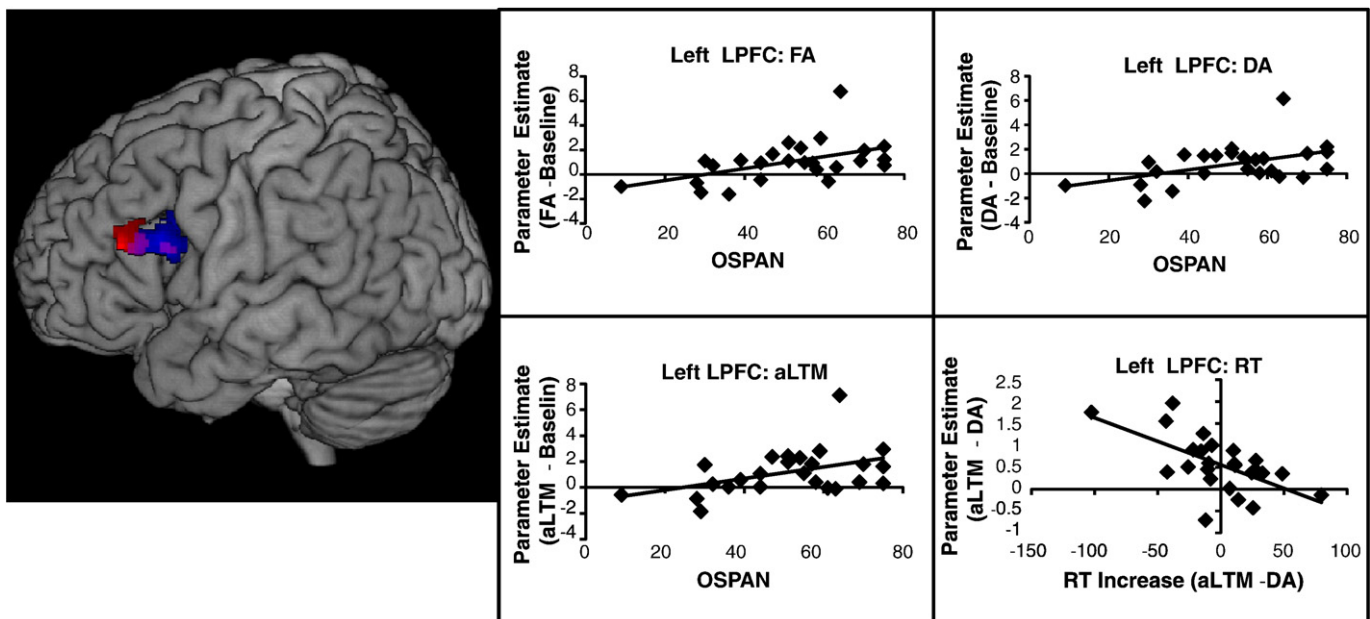 Left LPFC: FA
Parameter Estimate
(FA -Baseline)
8
6
4
2
0
-2
-4
0 20 40 60 80
OSPAN
Left LPFC: DA
Parameter Estimate
(DA - Baseline)
8
6
4
2
0
-2
-4
0 20 40 60 80
OSPAN
Left LPFC: aLTM
Parameter Estimate
(aLTM - Baselin)
8
6
4
2
0
-2
-4
0 20 40 60 80
OSPAN
Left LPFC: RT
Parameter Estimate
(aLTM - DA)
2.5
2
1.5
1
0.5
0
-0.5
-1
-150 -100 -50 0 50 100
RT Increase (aLTM -DA)